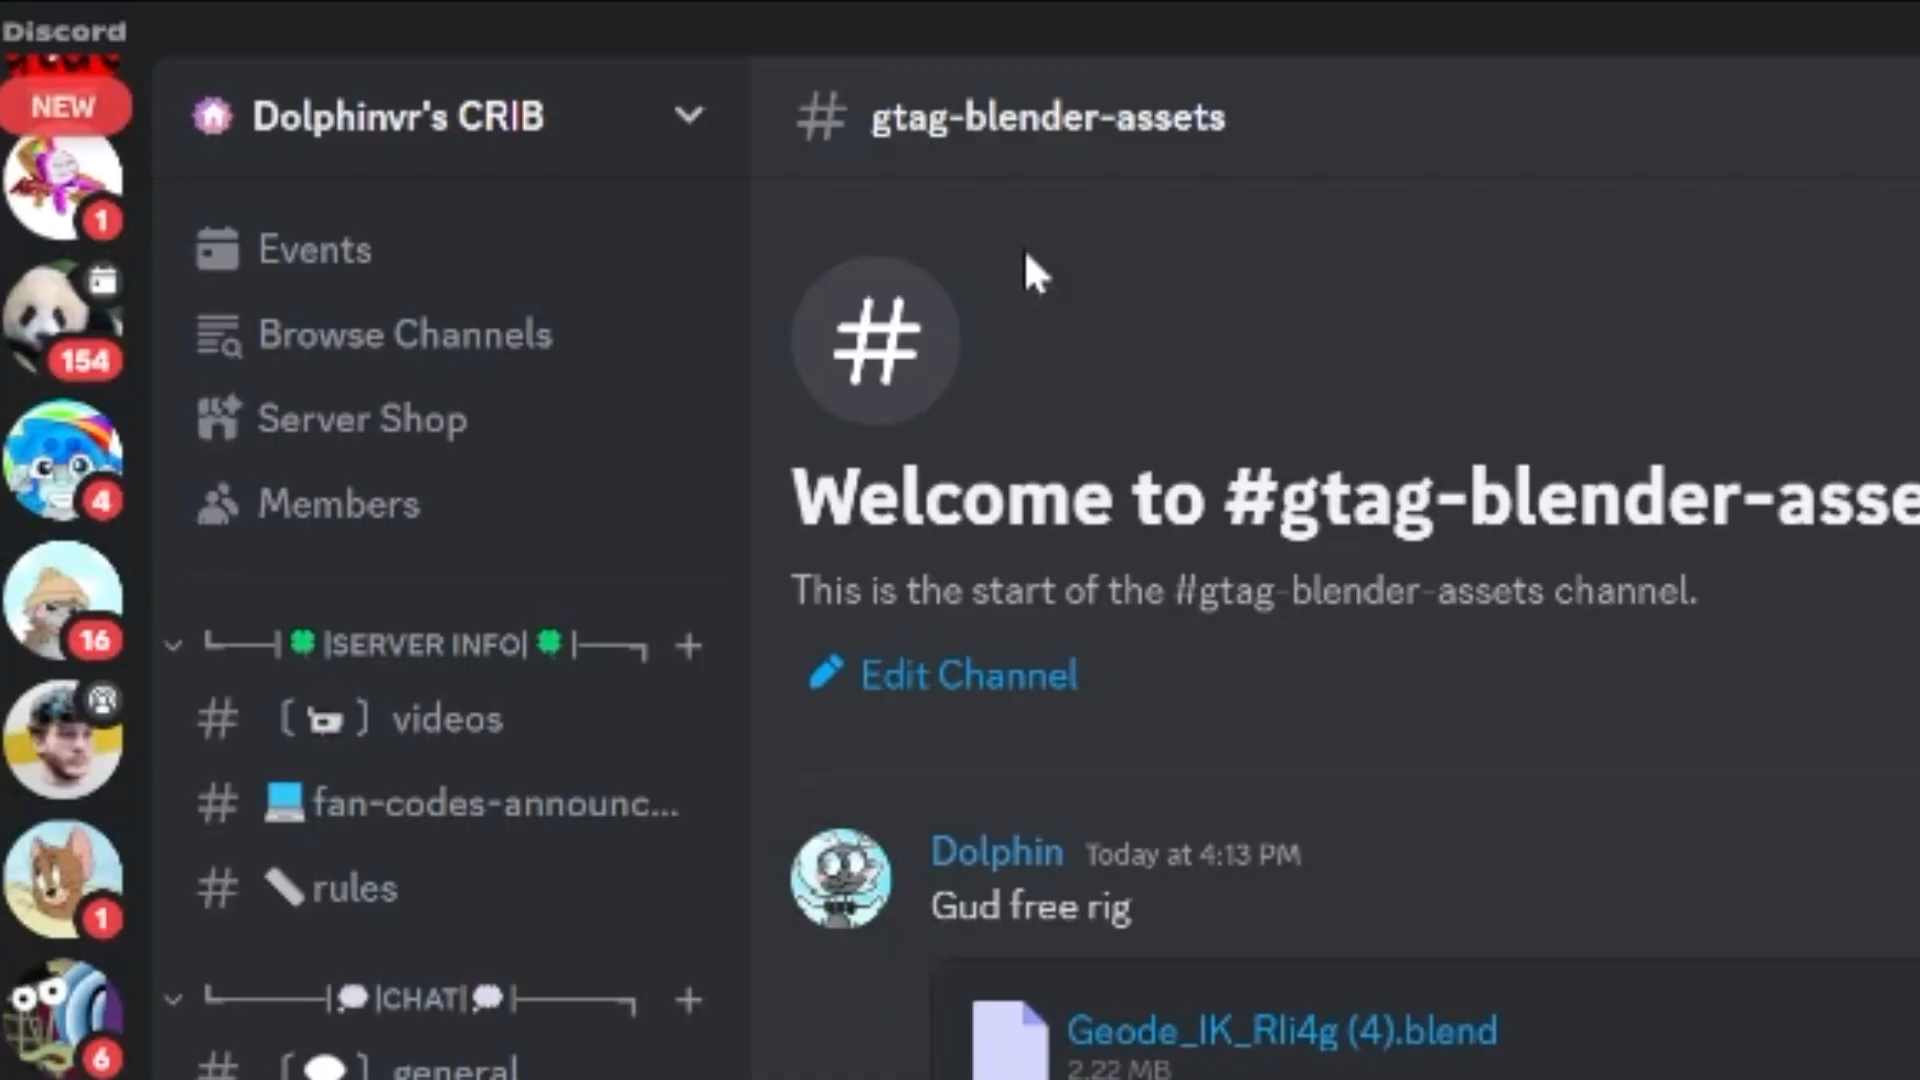 Discord
NEW
1
154
4
16
1
6
Dolphinvr's CRIB
Events
Browse Channels
Server Shop
Members
|SERVER INFO|
videos
fan-codes-announc...
rules
|CHAT|
general
gtag-blender-assets
Welcome to #gtag-blender-asse
This is the start of the #gtag-blender-assets channel.
Edit Channel
Dolphin Today at 4:13 PM
Gud free rig
Geode_IK_RIi4g (4).blend
2.22 MB